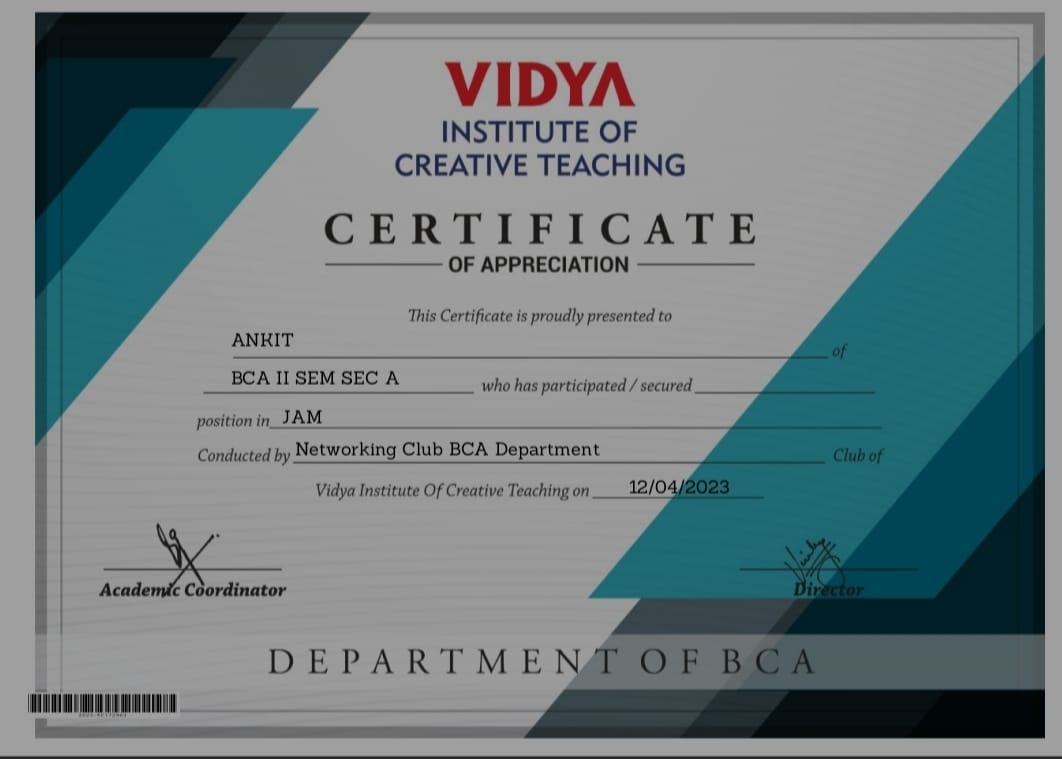 VIDYA
INSTITUTE OF
CREATIVE TEACHING
CERTIFICATE
OF APPRECIATION
This Certificate is proudly presented to
ANKIT of
BCA II SEM SEC A who has participated / secured
position in JAM
Conducted by Networking Club BCA Department Club of
Vidya Institute Of Creative Teaching on 12/04/2023
Academic Coordinator Director
DEPARTMENT OF BCA